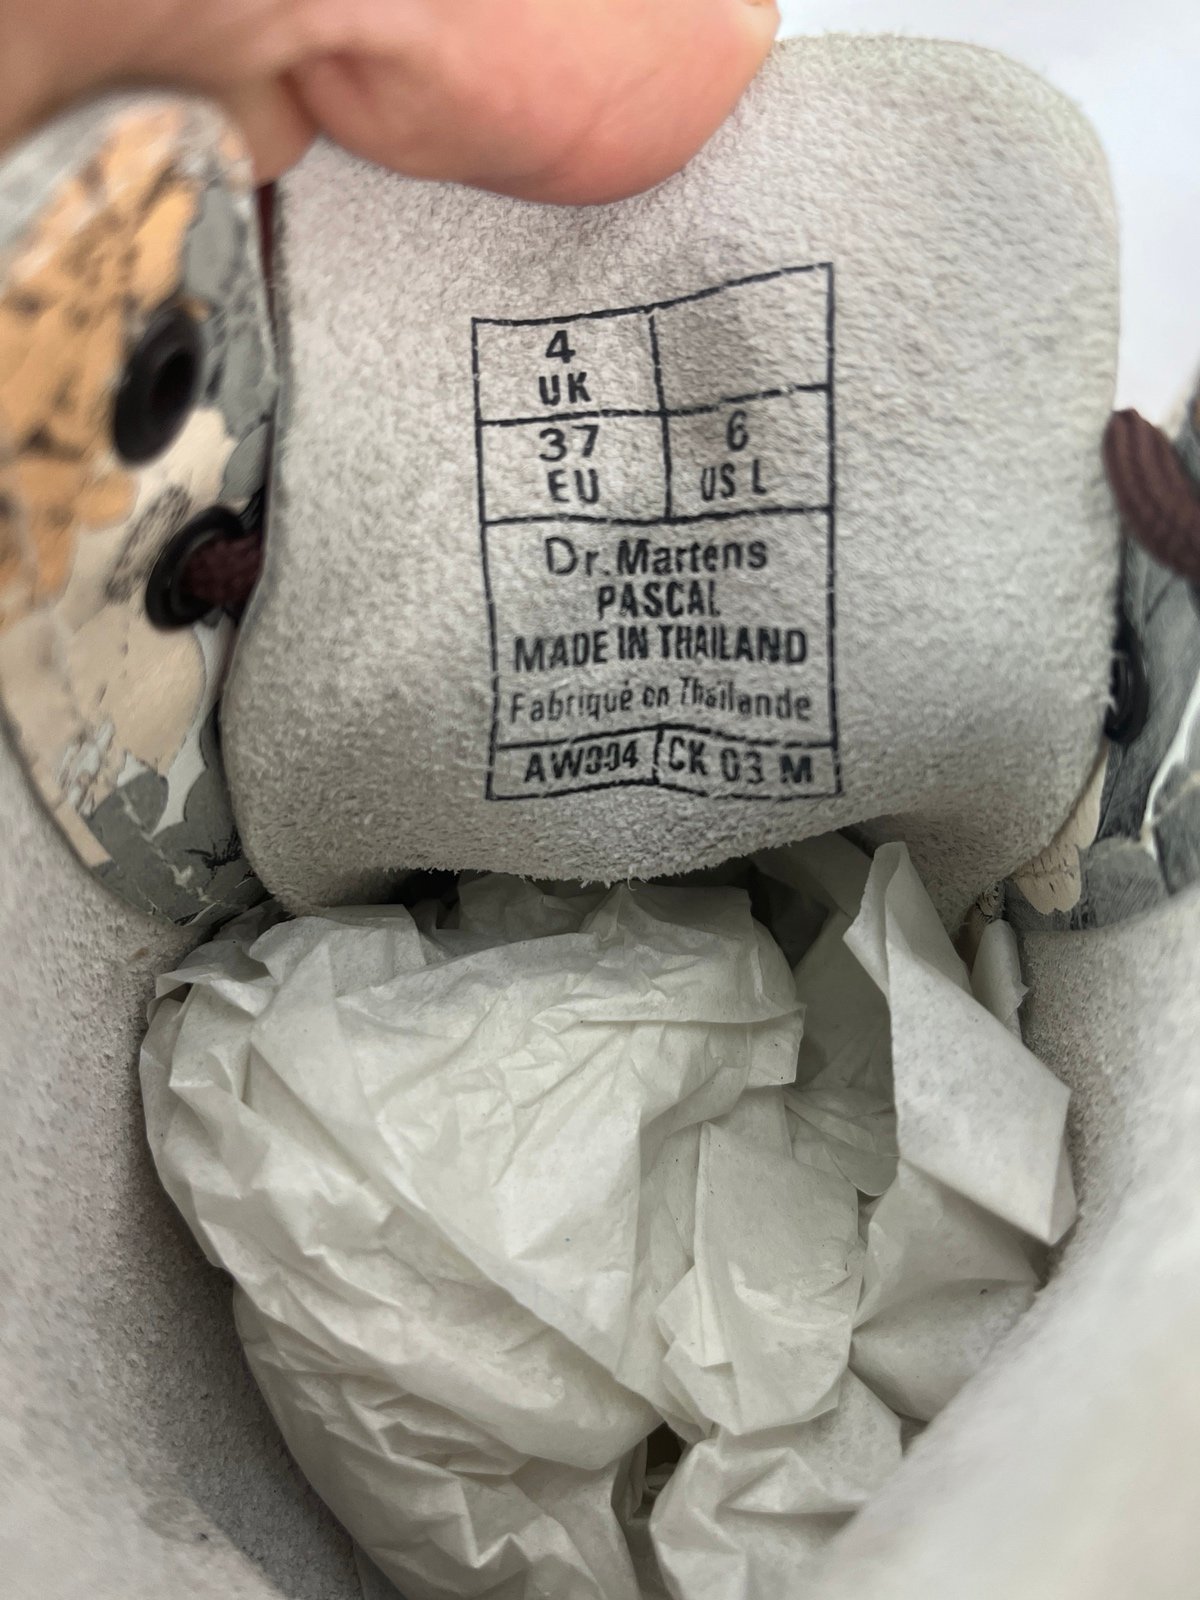 4
UK
37
EU
6
US L
Dr.Martens
PASCAL
MADE IN THAILAND
Fabriqué en Thaïlande
AW004 CK 03 M